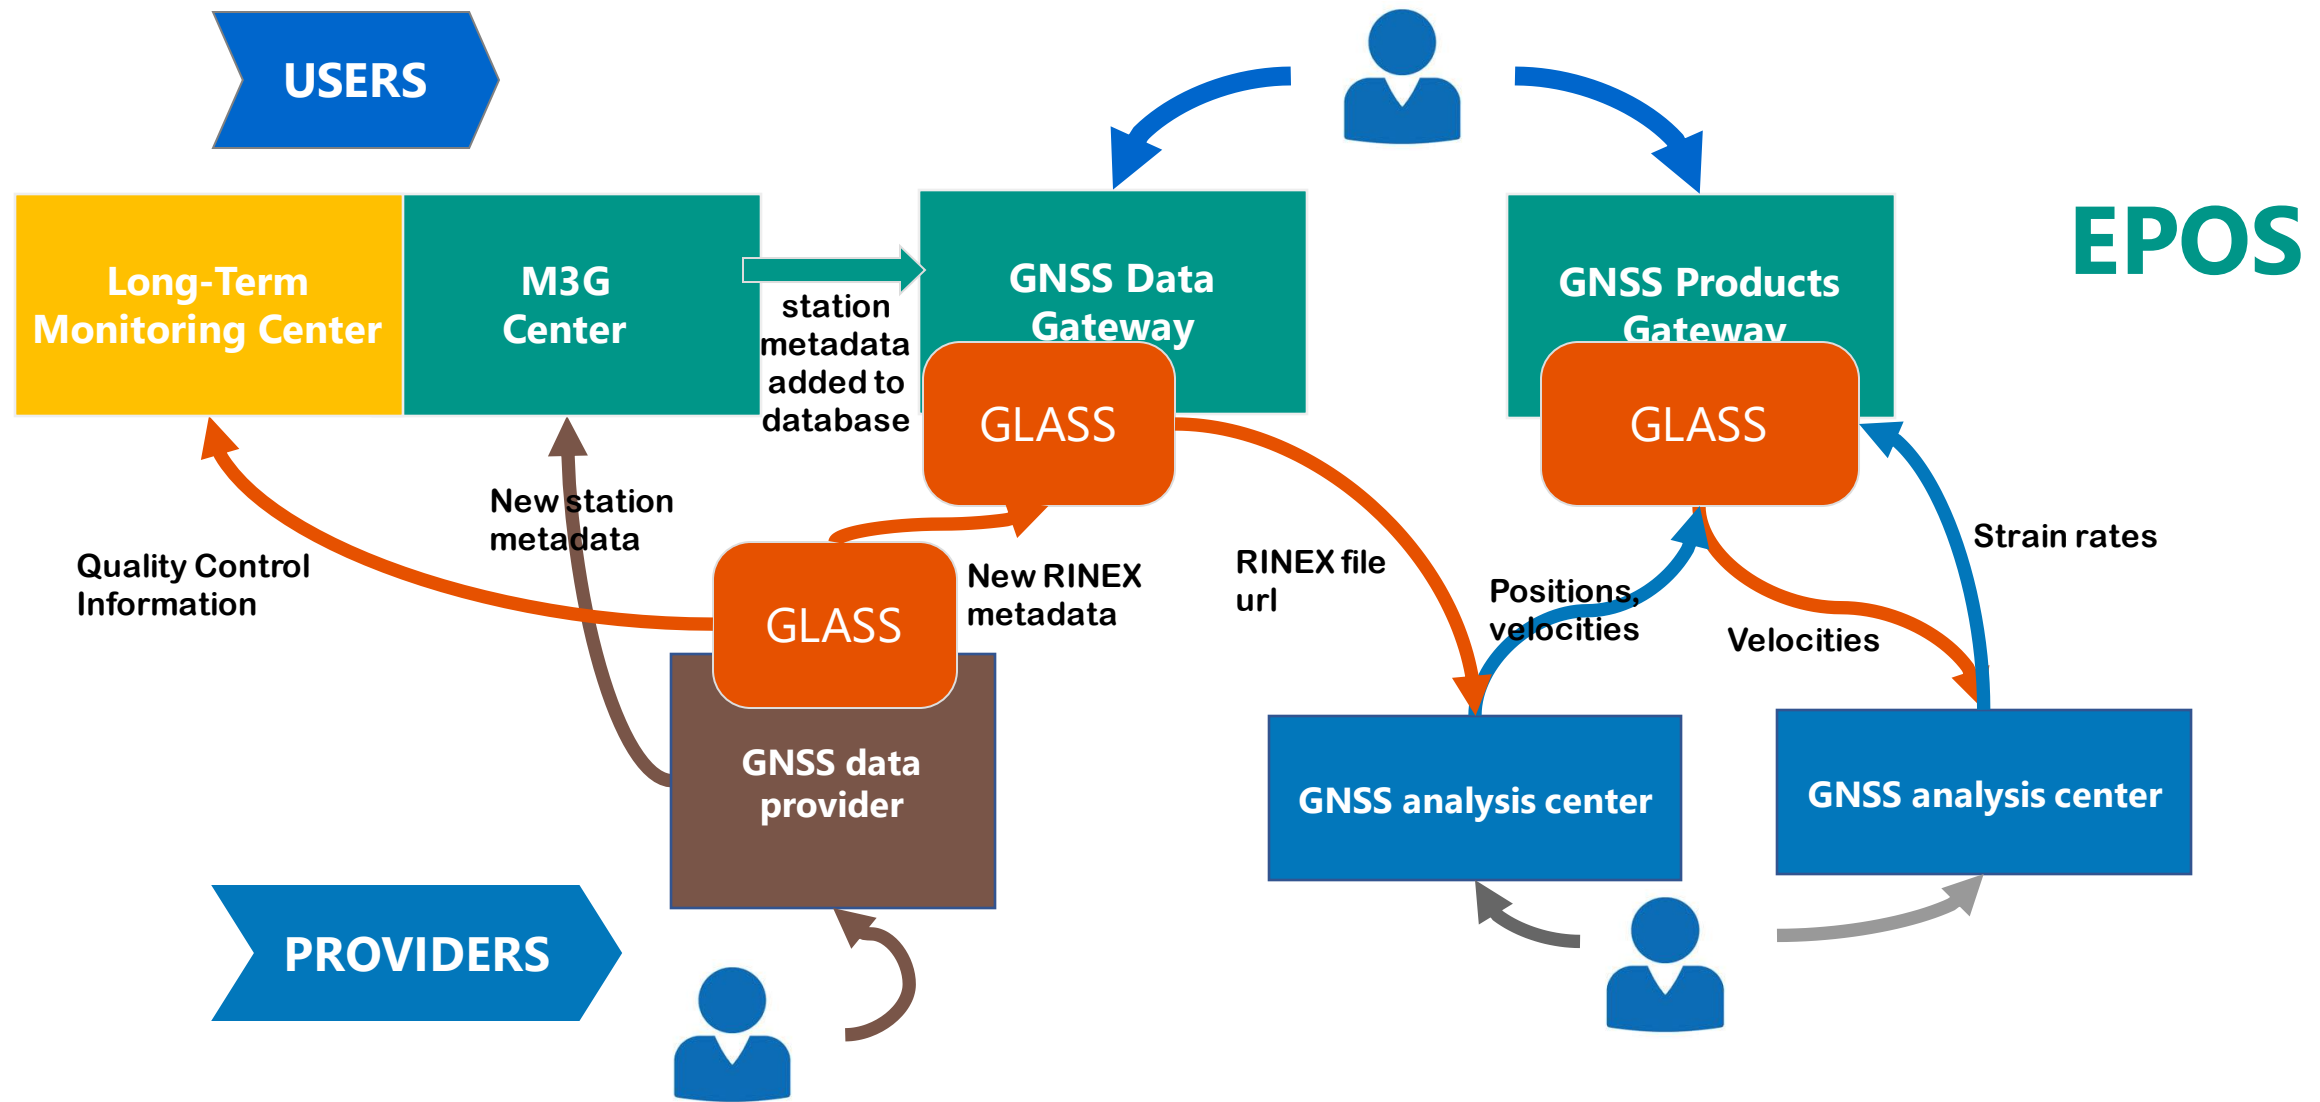 USERS
EPOS
Long-Term
Monitoring Center
M3G
Center
station
metadata
added to
database
GNSS Data
Gateway
GLASS
GNSS Products
Gateway
GLASS
New station
metadata
Quality Control
Information
GLASS
New RINEX
metadata
RINEX file
url
Positions,
velocities
Velocities
Strain rates
GNSS data
provider
GNSS analysis center
GNSS analysis center
PROVIDERS